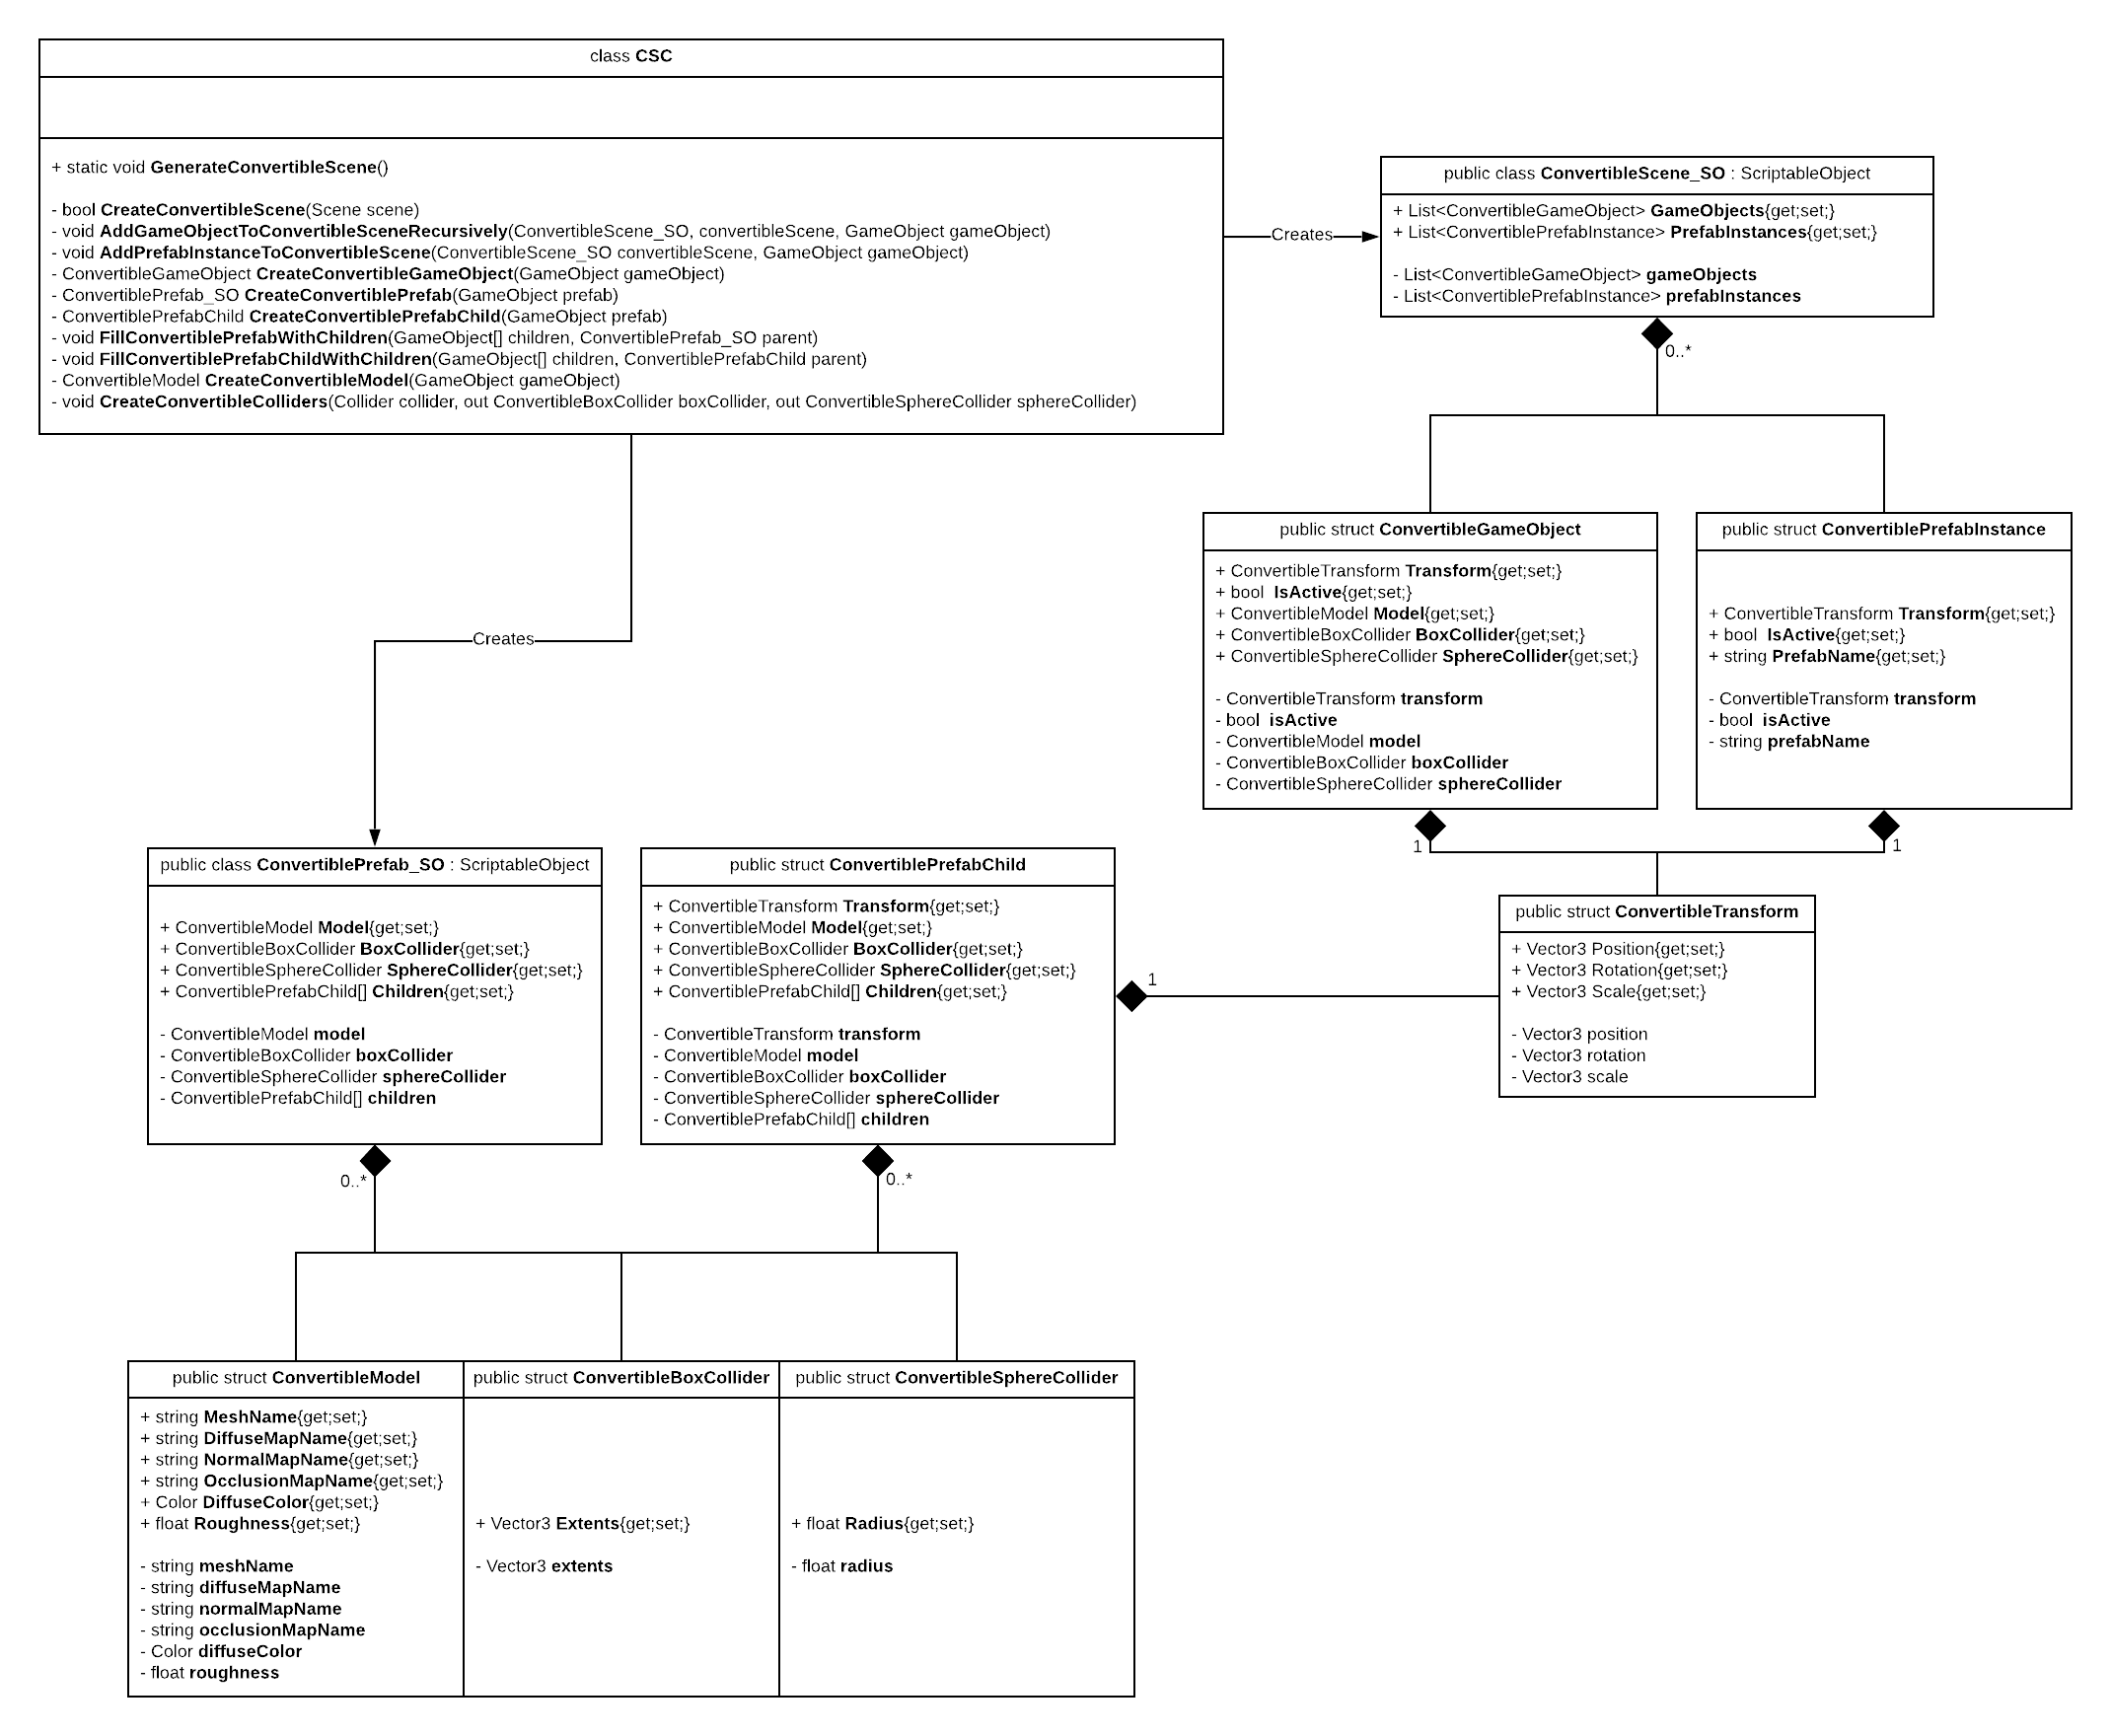 class CSC
+ static void GenerateConvertibleScene()
- bool CreateConvertibleScene(Scene scene)
- void AddGameObjectToConvertibleSceneRecursively(ConvertibleScene_SO, convertibleScene, GameObject gameObject)
- void AddPrefabInstanceToConvertibleScene(ConvertibleScene_SO convertibleScene, GameObject gameObject)
- ConvertibleGameObject CreateConvertibleGameObject(GameObject gameObject)
- ConvertiblePrefab_SO CreateConvertiblePrefab(GameObject prefab)
- ConvertiblePrefabChild CreateConvertiblePrefabChild(GameObject prefab)
- void FillConvertiblePrefabWithChildren(GameObject[] children, ConvertiblePrefab_SO parent)
- void FillConvertiblePrefabChildWithChildren(GameObject[] children, ConvertiblePrefabChild parent)
- ConvertibleModel CreateConvertibleModel(GameObject gameObject)
- void CreateConvertibleColliders(Collider collider, out ConvertibleBoxCollider boxCollider, out ConvertibleSphereCollider sphereCollider)
Creates
public class ConvertibleScene_SO : ScriptableObject
+ List<ConvertibleGameObject> GameObjects{get;set;}
+ List<ConvertiblePrefabInstance> PrefabInstances{get;set;}
- List<ConvertibleGameObject> gameObjects
- List<ConvertiblePrefabInstance> prefabInstances
0..*
public struct ConvertibleGameObject
+ ConvertibleTransform Transform{get;set;}
+ bool  IsActive{get;set;}
+ ConvertibleModel Model{get;set;}
+ ConvertibleBoxCollider BoxCollider{get;set;}
+ ConvertibleSphereCollider SphereCollider{get;set;}
- ConvertibleTransform transform
- bool  isActive
- ConvertibleModel model
- ConvertibleBoxCollider boxCollider
- ConvertibleSphereCollider sphereCollider
1
public struct ConvertiblePrefabInstance
+ ConvertibleTransform Transform{get;set;}
+ bool  IsActive{get;set;}
+ string PrefabName{get;set;}
- ConvertibleTransform transform
- bool  isActive
- string prefabName
1
Creates
public class ConvertiblePrefab_SO : ScriptableObject
+ ConvertibleModel Model{get;set;}
+ ConvertibleBoxCollider BoxCollider{get;set;}
+ ConvertibleSphereCollider SphereCollider{get;set;}
+ ConvertiblePrefabChild[] Children{get;set;}
- ConvertibleModel model
- ConvertibleBoxCollider boxCollider
- ConvertibleSphereCollider sphereCollider
- ConvertiblePrefabChild[] children
0..*
public struct ConvertiblePrefabChild
+ ConvertibleTransform Transform{get;set;}
+ ConvertibleModel Model{get;set;}
+ ConvertibleBoxCollider BoxCollider{get;set;}
+ ConvertibleSphereCollider SphereCollider{get;set;}
+ ConvertiblePrefabChild[] Children{get;set;}
- ConvertibleTransform transform
- ConvertibleModel model
- ConvertibleBoxCollider boxCollider
- ConvertibleSphereCollider sphereCollider
- ConvertiblePrefabChild[] children
0..*
1
public struct ConvertibleTransform
+ Vector3 Position{get;set;}
+ Vector3 Rotation{get;set;}
+ Vector3 Scale{get;set;}
- Vector3 position
- Vector3 rotation
- Vector3 scale
public struct ConvertibleModel
+ string MeshName{get;set;}
+ string DiffuseMapName{get;set;}
+ string NormalMapName{get;set;}
+ string OcclusionMapName{get;set;}
+ Color DiffuseColor{get;set;}
+ float Roughness{get;set;}
- string meshName
- string diffuseMapName
- string normalMapName
- string occlusionMapName
- Color diffuseColor
- float roughness
public struct ConvertibleBoxCollider
+ Vector3 Extents{get;set;}
- Vector3 extents
public struct ConvertibleSphereCollider
+ float Radius{get;set;}
- float radius